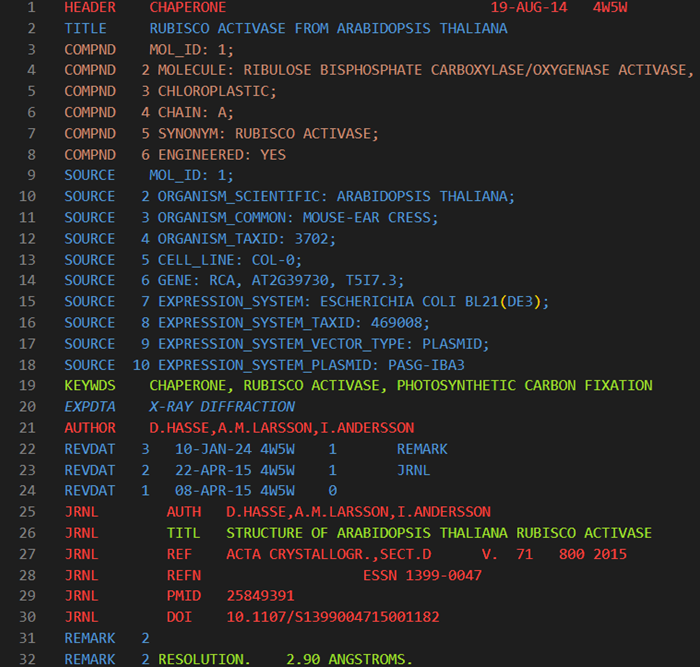 1 HEADER CHAPERONE 19-AUG-14 4W5W
2 TITLE RUBISCO ACTIVASE FROM ARABIDOPSIS THALIANA
3 COMPND MOL_ID: 1;
4 COMPND 2 MOLECULE: RIBULOSE BISPHOSPHATE CARBOXYLASE/OXYGENASE ACTIVASE,
5 COMPND 3 CHLOROPLASTIC;
6 COMPND 4 CHAIN: A;
7 COMPND 5 SYNONYM: RUBISCO ACTIVASE;
8 COMPND 6 ENGINEERED: YES
9 SOURCE MOL_ID: 1;
10 SOURCE 2 ORGANISM_SCIENTIFIC: ARABIDOPSIS THALIANA;
11 SOURCE 3 ORGANISM_COMMON: MOUSE-EAR CRESS;
12 SOURCE 4 ORGANISM_TAXID: 3702;
13 SOURCE 5 CELL_LINE: COL-0;
14 SOURCE 6 GENE: RCA, AT2G39730, T5I7.3;
15 SOURCE 7 EXPRESSION_SYSTEM: ESCHERICHIA COLI BL21(DE3);
16 SOURCE 8 EXPRESSION_SYSTEM_TAXID: 469008;
17 SOURCE 9 EXPRESSION_SYSTEM_VECTOR_TYPE: PLASMID;
18 SOURCE 10 EXPRESSION_SYSTEM_PLASMID: PASG-IBA3
19 KEYWDS CHAPERONE, RUBISCO ACTIVASE, PHOTOSYNTHETIC CARBON FIXATION
20 EXPDTA X-RAY DIFFRACTION
21 AUTHOR D.HASSE,A.M.LARSSON,I.ANDERSSON
22 REVDAT 3 10-JAN-24 4W5W 1 REMARK
23 REVDAT 2 22-APR-15 4W5W 1 JRNL
24 REVDAT 1 08-APR-15 4W5W 0
25 JRNL AUTH D.HASSE,A.M.LARSSON,I.ANDERSSON
26 JRNL TITL STRUCTURE OF ARABIDOPSIS THALIANA RUBISCO ACTIVASE
27 JRNL REF ACTA CRYSTALLOGR.,SECT.D V. 71 800 2015
28 JRNL REFN ESSN 1399-0047
29 JRNL PMID 25849391
30 JRNL DOI 10.1107/S1399004715001182
31 REMARK 2
32 REMARK 2 RESOLUTION. 2.90 ANGSTROMS.